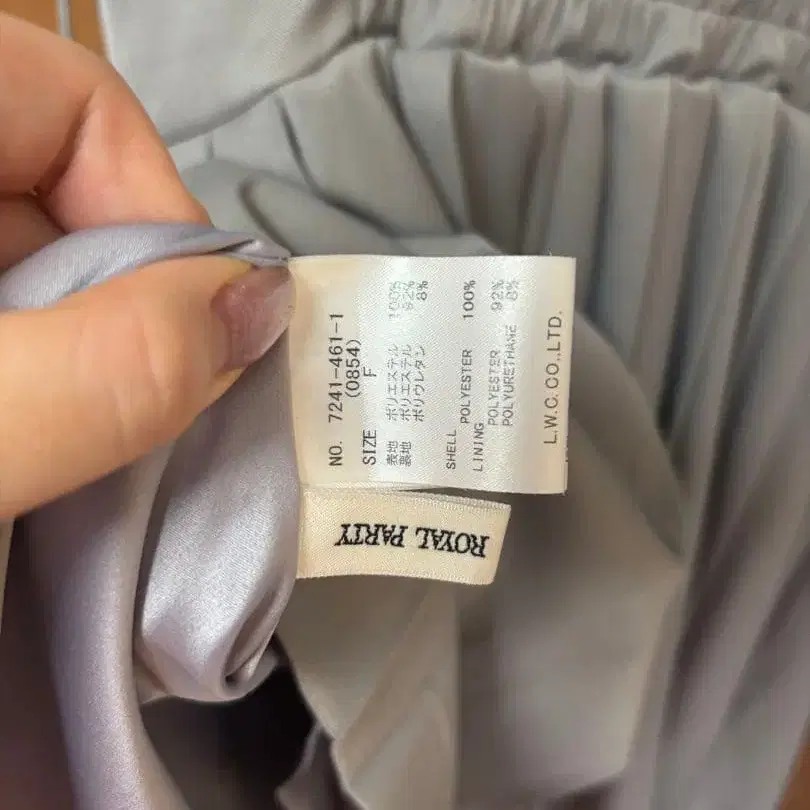 NO. 7241-461-1
(0854)
SIZE F
表地 ポリエステル 100%
裏地 ポリエステル 92%
ポリウレタン 8%
SHELL
POLYESTER 100%
LINING
POLYESTER 92%
POLYURETHANE 8%
L.W.C.CO.,LTD.
ROYAL PARTY